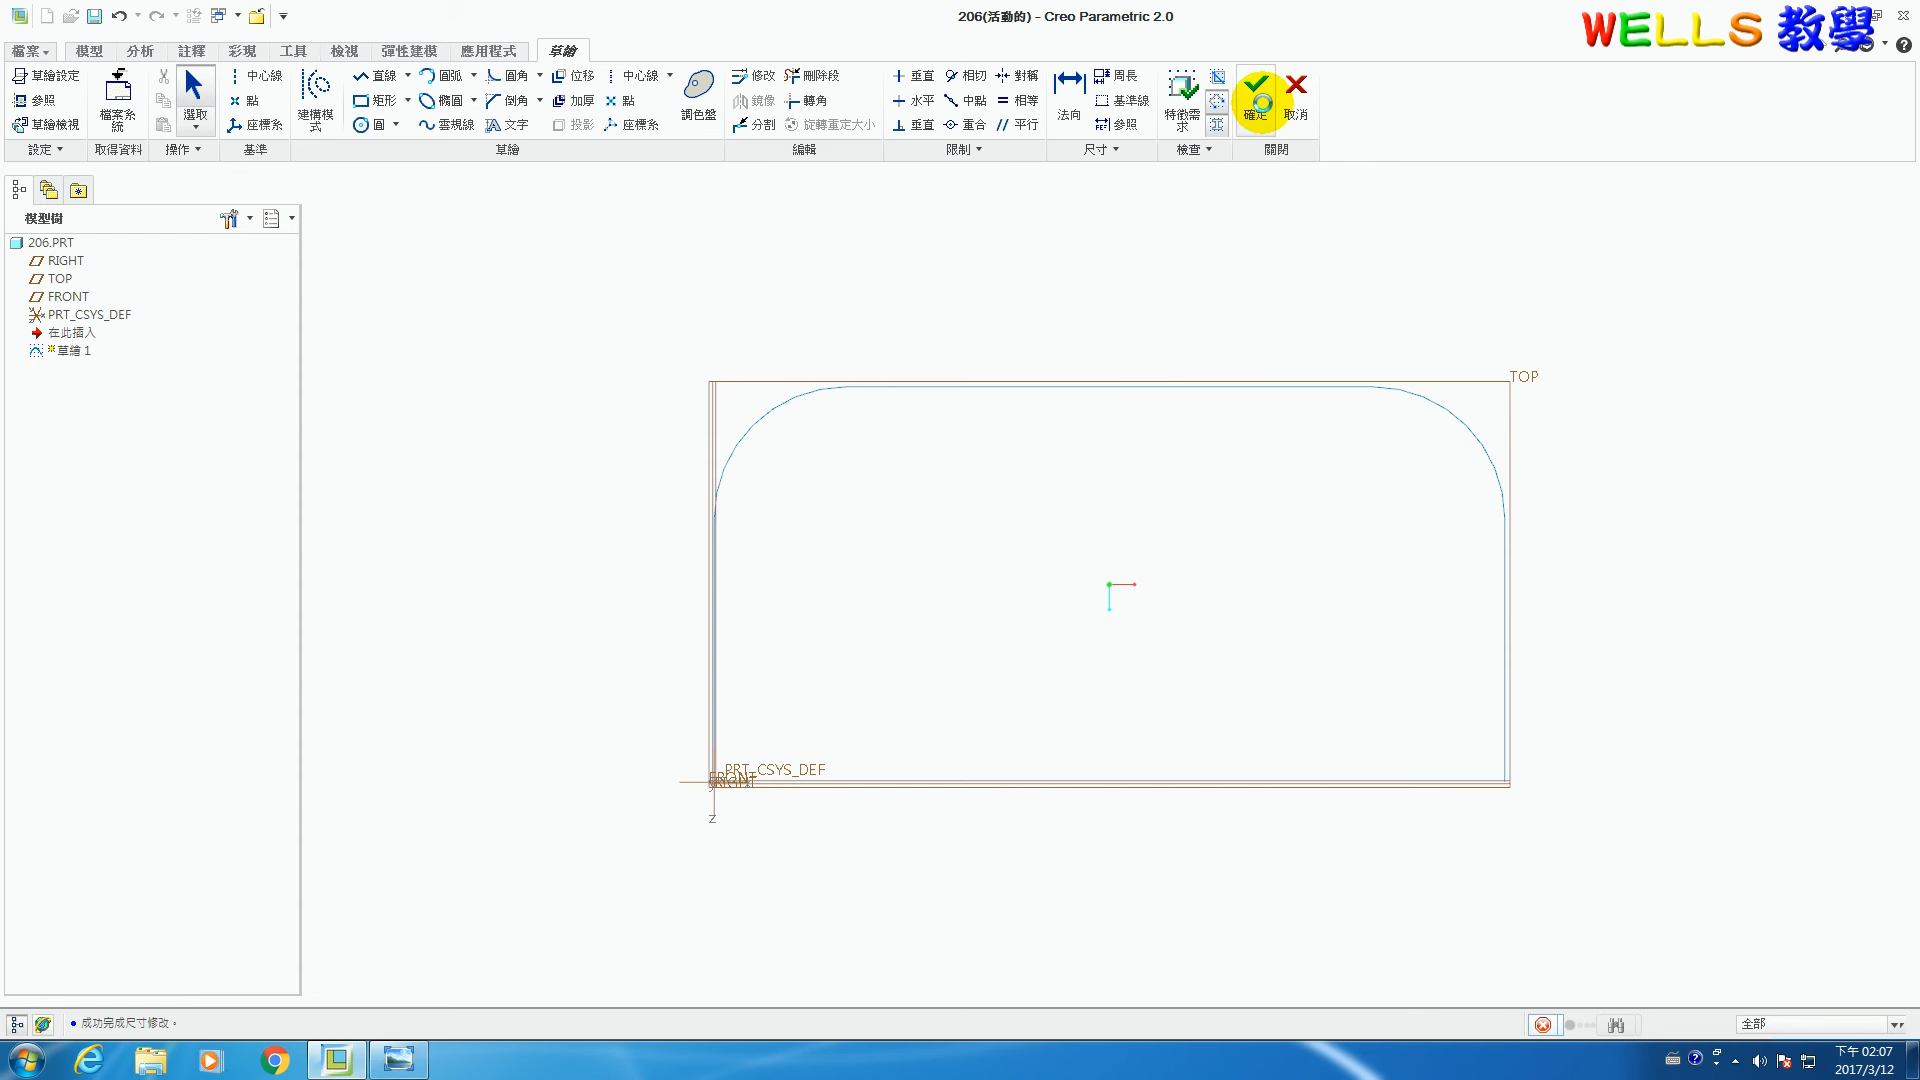 206(活動的) - Creo Parametric 2.0
WELLS 教學
檔案 模型 分析 註釋 彩現 工具 檢視 彈性建模 應用程式 草繪
草繪設定 中心線 直線 圓弧 圓角 位移 中心線 修改 刪除段 垂直 相切 對稱 周長
參照 點 矩形 橢圓 倒角 加厚 點 鏡像 轉角 水平 中點 相等 基準線
草繪檢視 座標系 圓 雲規線 文字 投影 座標系 分割 旋轉重定大小 垂直 重合 平行 參照
檔案系統 選取 建構模式 調色盤 法向 特徵需求 確定 取消
設定 取得資料 操作 基準 草繪 編輯 限制 尺寸 檢查 關閉
模型樹
206.PRT
RIGHT
TOP
FRONT
PRT_CSYS_DEF
在此插入
草繪 1
TOP
PRT_CSYS_DEF
FRONT
RIGHT
Z
成功完成尺寸修改。
全部
下午 02:07
2017/3/12